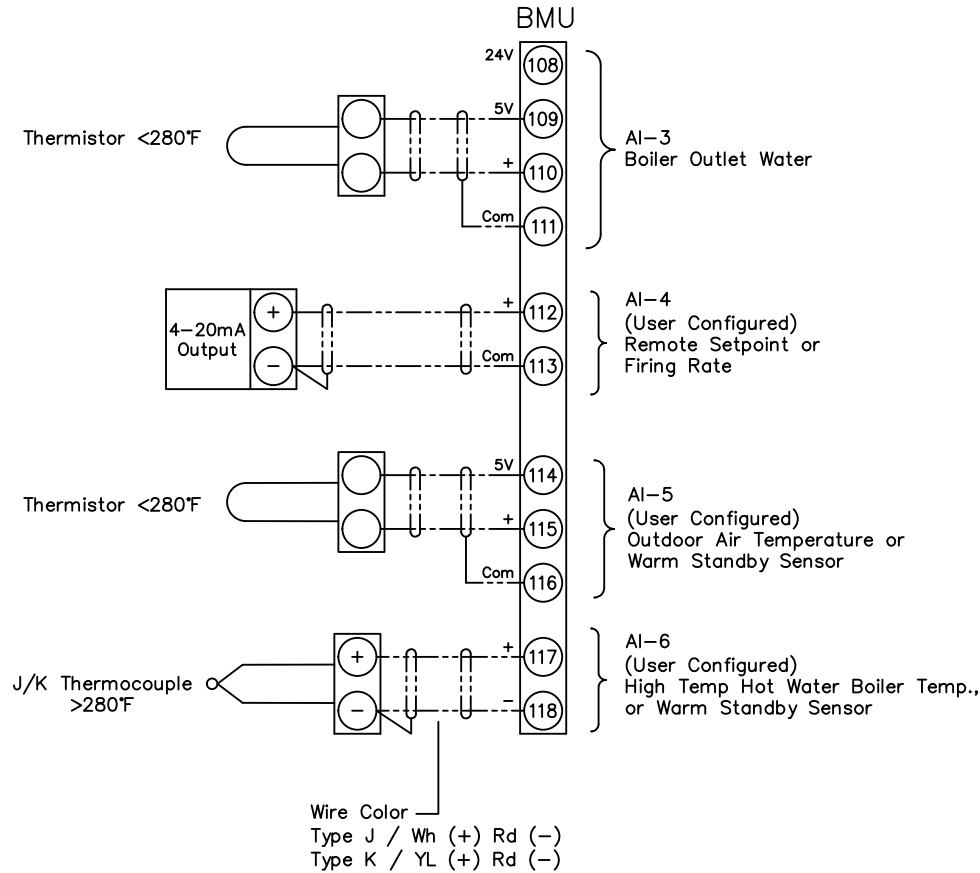 BMU
24V
108
5V
109
Thermistor <280°F
+
110
Com
111
AI-3
Boiler Outlet Water
+
+
112
4-20mA
Output
-
Com
113
AI-4
(User Configured)
Remote Setpoint or
Firing Rate
5V
114
Thermistor <280°F
+
115
Com
116
AI-5
(User Configured)
Outdoor Air Temperature or
Warm Standby Sensor
+
+
117
J/K Thermocouple
>280°F
-
-
118
AI-6
(User Configured)
High Temp Hot Water Boiler Temp.,
or Warm Standby Sensor
Wire Color
Type J / Wh (+) Rd (-)
Type K / YL (+) Rd (-)